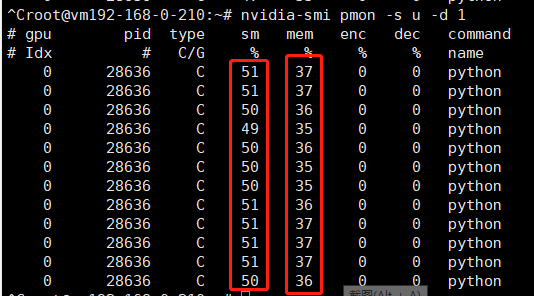 python
^Croot@vm192-168-0-210:~# nvidia-smi pmon -s u -d 1
# gpu pid type sm mem enc dec command
# Idx # C/G % % % % name
0 28636 C 51 37 0 0 python
0 28636 C 51 37 0 0 python
0 28636 C 50 36 0 0 python
0 28636 C 49 35 0 0 python
0 28636 C 50 36 0 0 python
0 28636 C 50 35 0 0 python
0 28636 C 50 35 0 0 python
0 28636 C 51 36 0 0 python
0 28636 C 51 37 0 0 python
0 28636 C 51 37 0 0 python
0 28636 C 51 37 0 0 python
0 28636 C 50 36 0 0 python
截图(Alt + A)